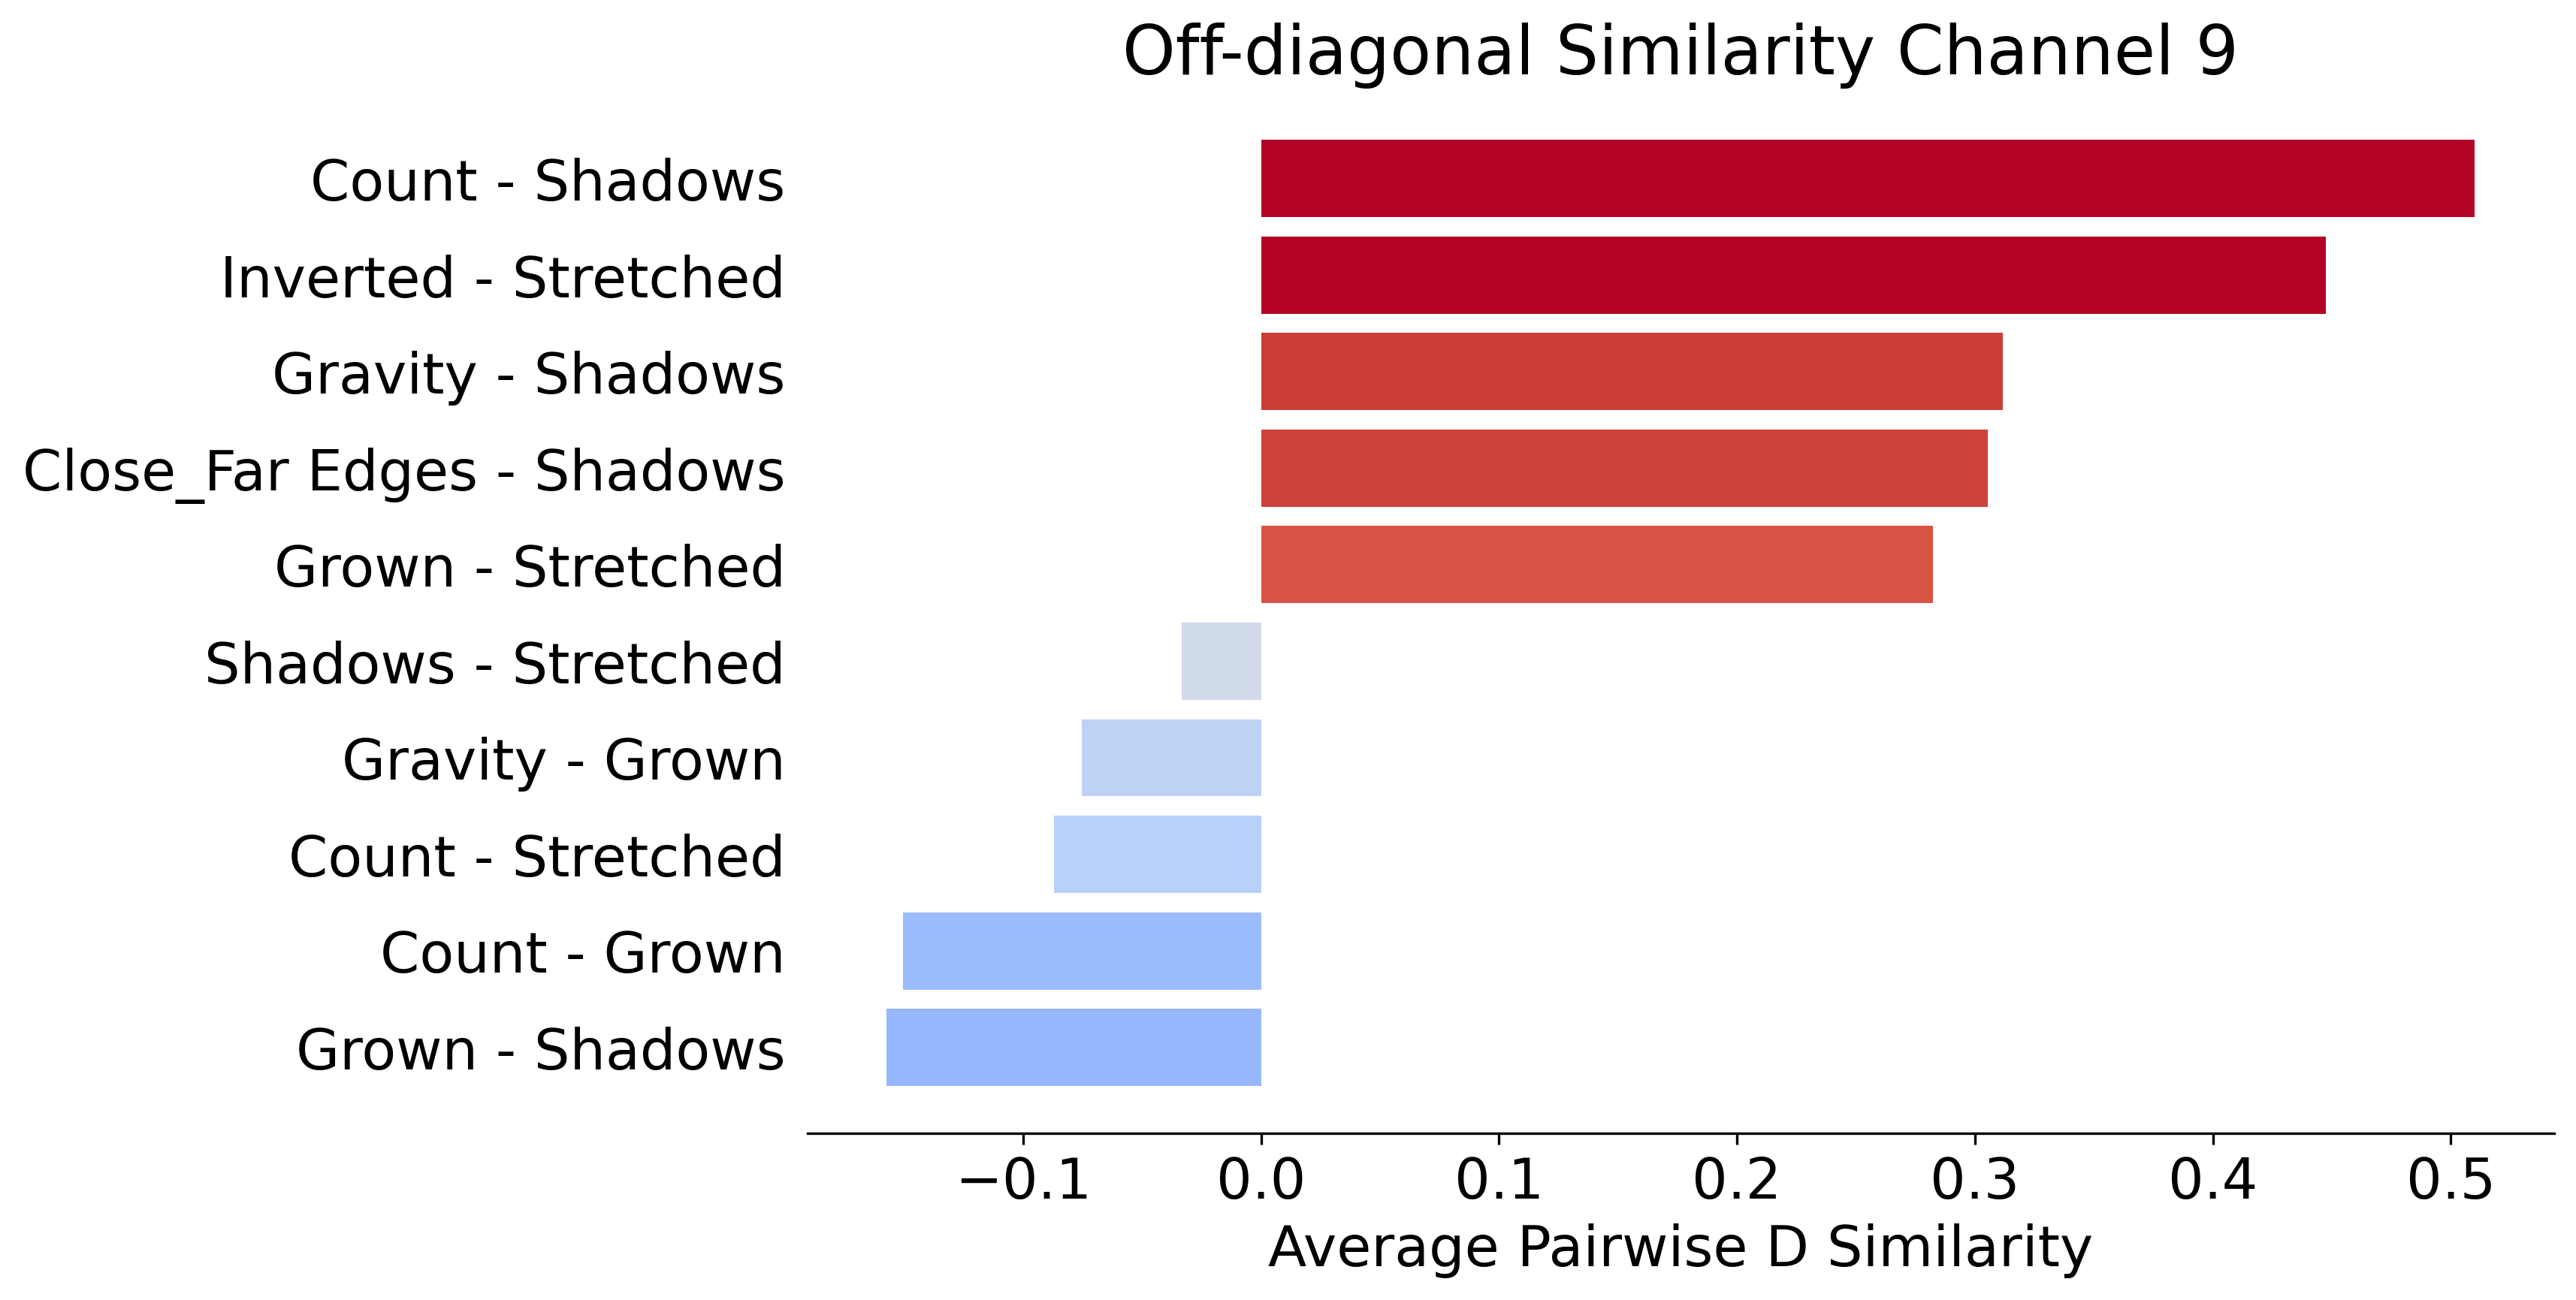 Off-diagonal Similarity Channel 9
Count - Shadows
Inverted - Stretched
Gravity - Shadows
Close_Far Edges - Shadows
Grown - Stretched
Shadows - Stretched
Gravity - Grown
Count - Stretched
Count - Grown
Grown - Shadows
−0.1 0.0 0.1 0.2 0.3 0.4 0.5
Average Pairwise D Similarity